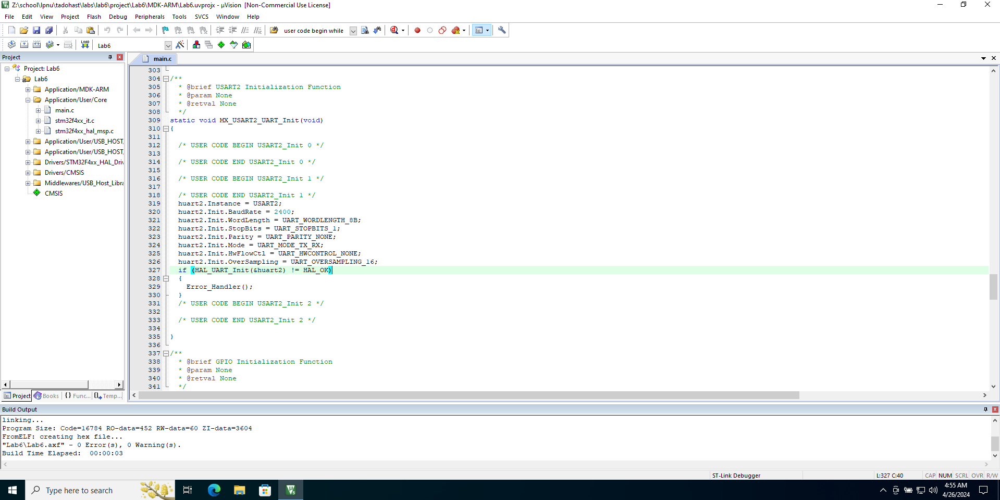 Z:\school\lpnu\tadohast\labs\lab6\project\Lab6\MDK-ARM\Lab6.uvprojx - µVision  [Non-Commercial Use License]
File Edit View Project Flash Debug Peripherals Tools SVCS Window Help
user code begin while
LOAD
Lab6
Project
main.c
Project: Lab6
Lab6
Application/MDK-ARM
Application/User/Core
main.c
stm32f4xx_it.c
stm32f4xx_hal_msp.c
Application/User/USB_HOST,
Application/User/USB_HOST,
Drivers/STM32F4xx_HAL_Driv
Drivers/CMSIS
Middlewares/USB_Host_Libra
CMSIS
Project Books {} Func... Temp...
303
304 /**
305   * @brief USART2 Initialization Function
306   * @param None
307   * @retval None
308   */
309 static void MX_USART2_UART_Init(void)
310 {
311
312   /* USER CODE BEGIN USART2_Init 0 */
313
314   /* USER CODE END USART2_Init 0 */
315
316   /* USER CODE BEGIN USART2_Init 1 */
317
318   /* USER CODE END USART2_Init 1 */
319   huart2.Instance = USART2;
320   huart2.Init.BaudRate = 2400;
321   huart2.Init.WordLength = UART_WORDLENGTH_8B;
322   huart2.Init.StopBits = UART_STOPBITS_1;
323   huart2.Init.Parity = UART_PARITY_NONE;
324   huart2.Init.Mode = UART_MODE_TX_RX;
325   huart2.Init.HwFlowCtl = UART_HWCONTROL_NONE;
326   huart2.Init.OverSampling = UART_OVERSAMPLING_16;
327   if (HAL_UART_Init(&huart2) != HAL_OK)
328   {
329     Error_Handler();
330   }
331   /* USER CODE BEGIN USART2_Init 2 */
332
333   /* USER CODE END USART2_Init 2 */
334
335 }
336
337 /**
338   * @brief GPIO Initialization Function
339   * @param None
340   * @retval None
341   */
Build Output
linking...
Program Size: Code=16784 RO-data=452 RW-data=60 ZI-data=3604
FromELF: creating hex file...
"Lab6\Lab6.axf" - 0 Error(s), 0 Warning(s).
Build Time Elapsed:  00:00:03
ST-Link Debugger L:327 C:40 CAP NUM SCRL OVR R/W
Type here to search
4:55 AM
4/26/2024